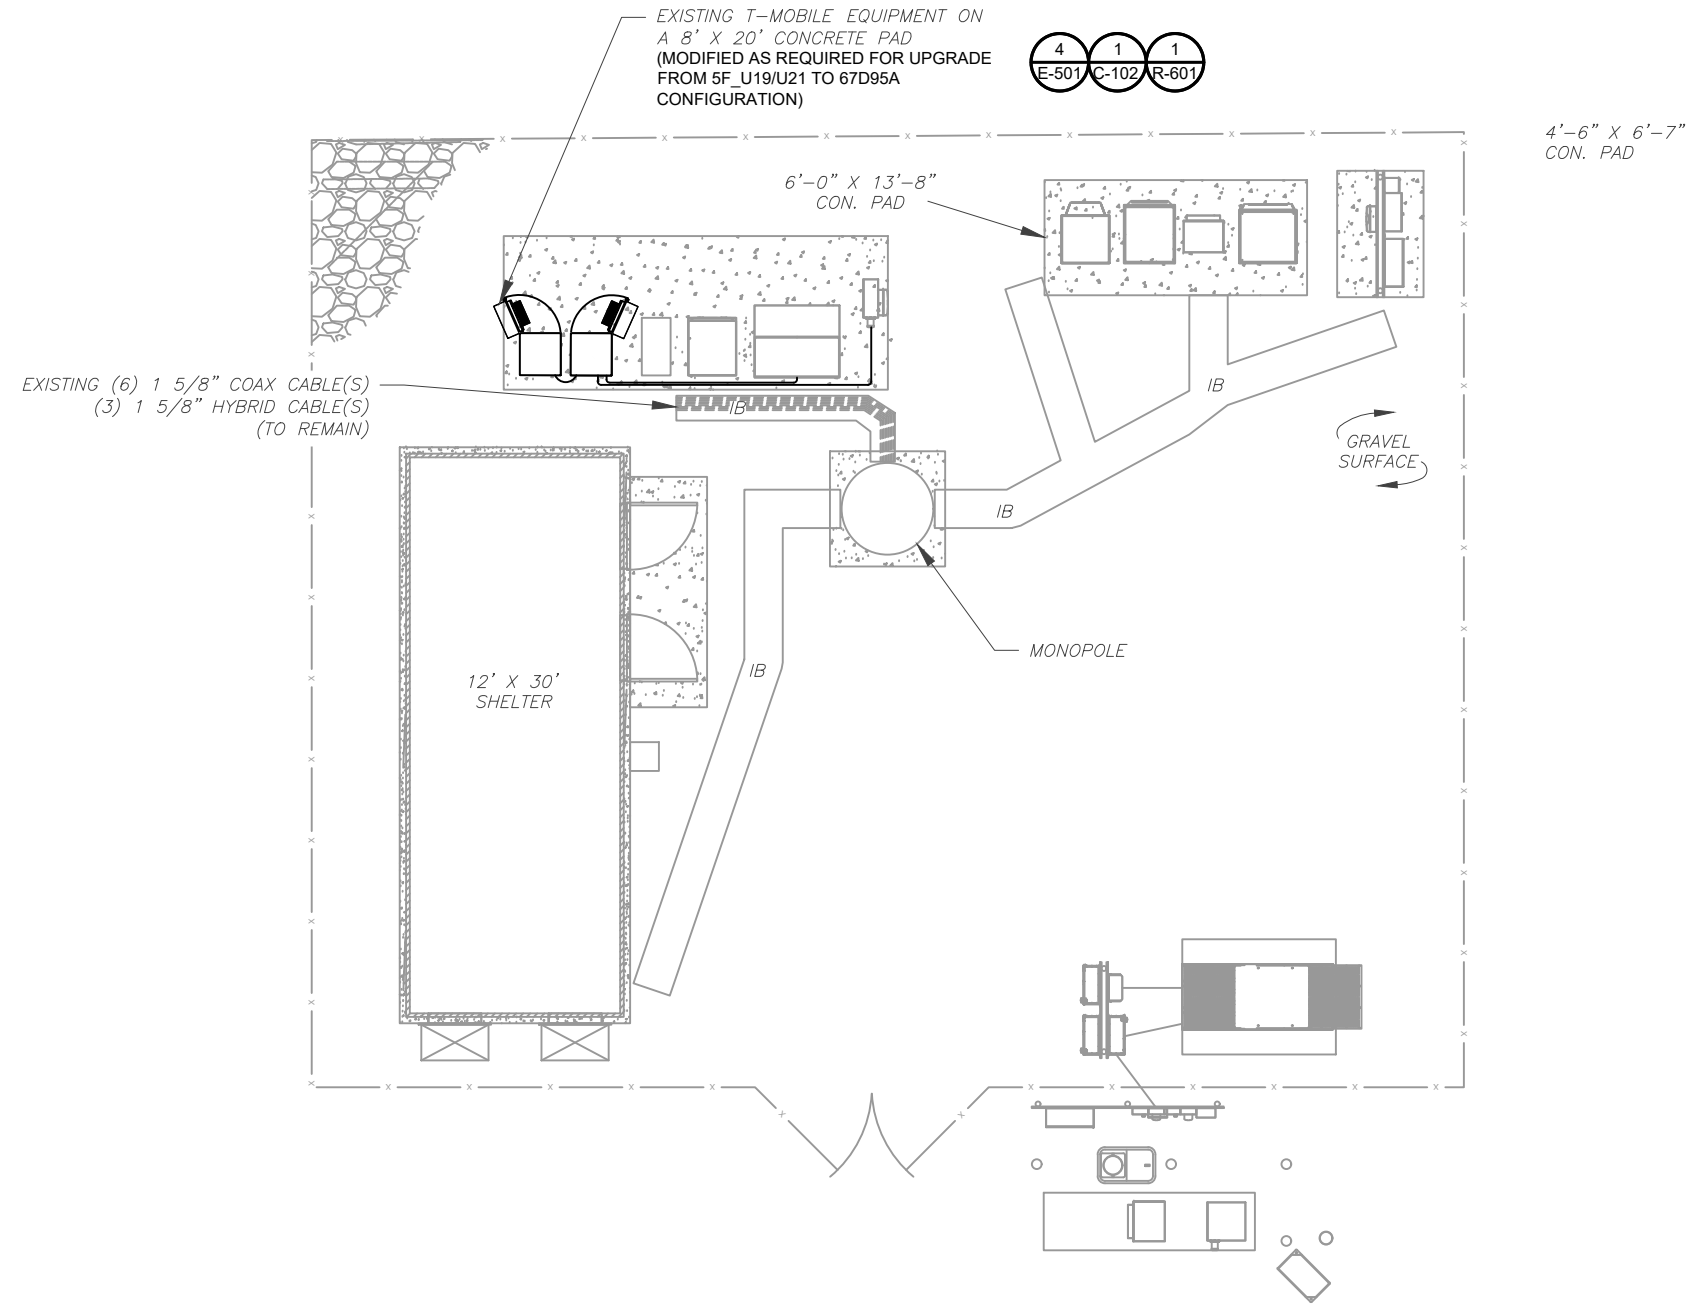 EXISTING T-MOBILE EQUIPMENT ON
A 8' X 20' CONCRETE PAD
(MODIFIED AS REQUIRED FOR UPGRADE
FROM 5F_U19/U21 TO 67D95A
CONFIGURATION)
4
E-501
1
C-102
1
R-601
4'-6" X 6'-7"
CON. PAD
6'-0" X 13'-8"
CON. PAD
EXISTING (6) 1 5/8" COAX CABLE(S)
(3) 1 5/8" HYBRID CABLE(S)
(TO REMAIN)
IB
IB
GRAVEL
SURFACE
IB
MONOPOLE
IB
12' X 30'
SHELTER